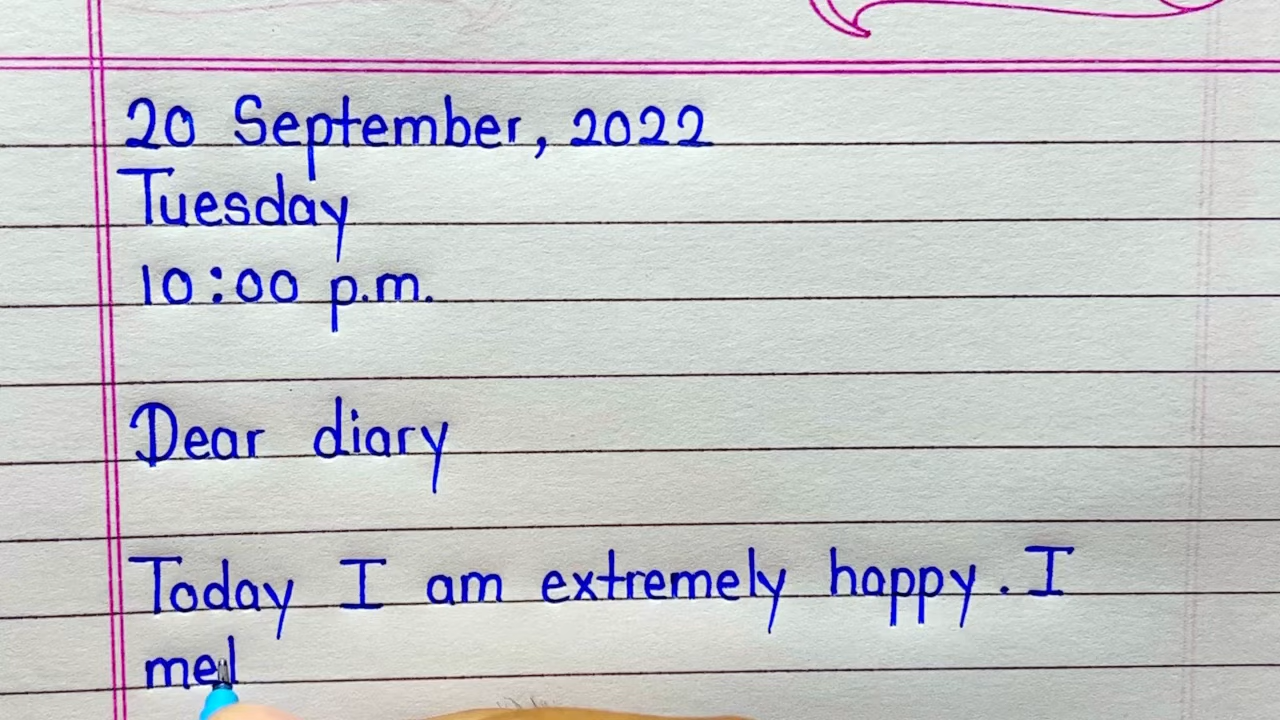 20 September, 2022
Tuesday
10:00 p.m.
Dear diary
Today I am extremely happy. I